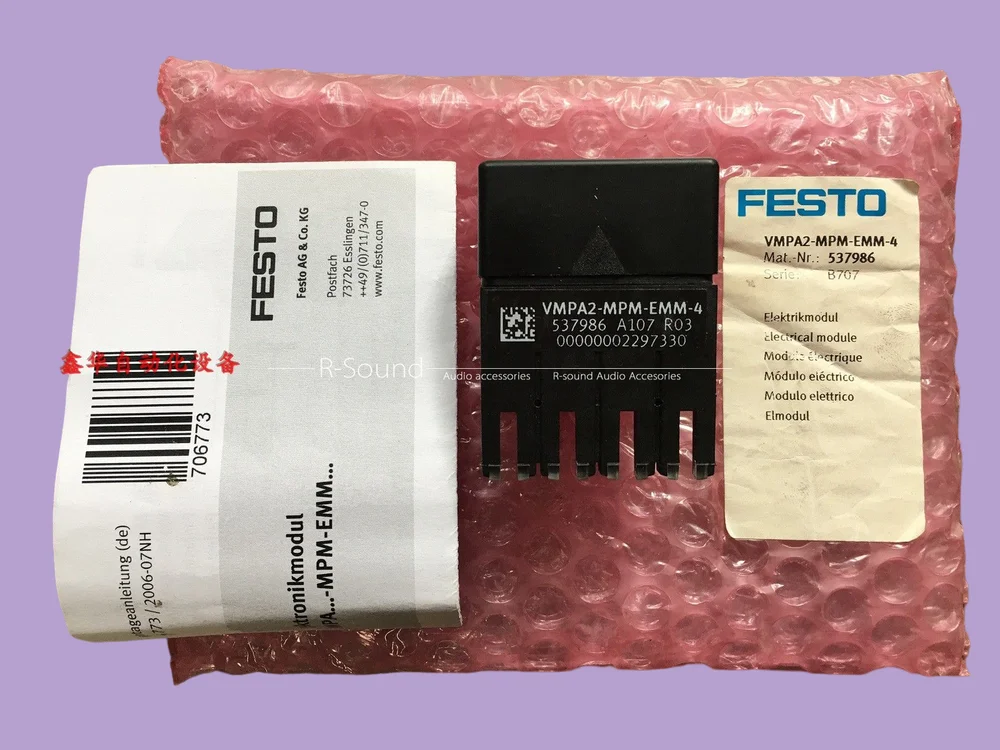 FESTO
Festo AG & Co. KG
Postfach
73726 Esslingen
++49/(0)711/347-0
www.festo.com
鑫华自动化设备
706773
tronikmodul
PA...-MPM-EMM...
tageanleitung (de)
773 / 2006-07NH
VMPA2-MPM-EMM-4
537986 A107 R03
00000002297330
R-Sound
Audio accessories
R-sound Audio Accesories
FESTO
VMPA2-MPM-EMM-4
Mat.-Nr.: 537986
Serie: B707
Elektrikmodul
Electrical module
Module électrique
Módulo eléctrico
Modulo elettrico
Elmodul